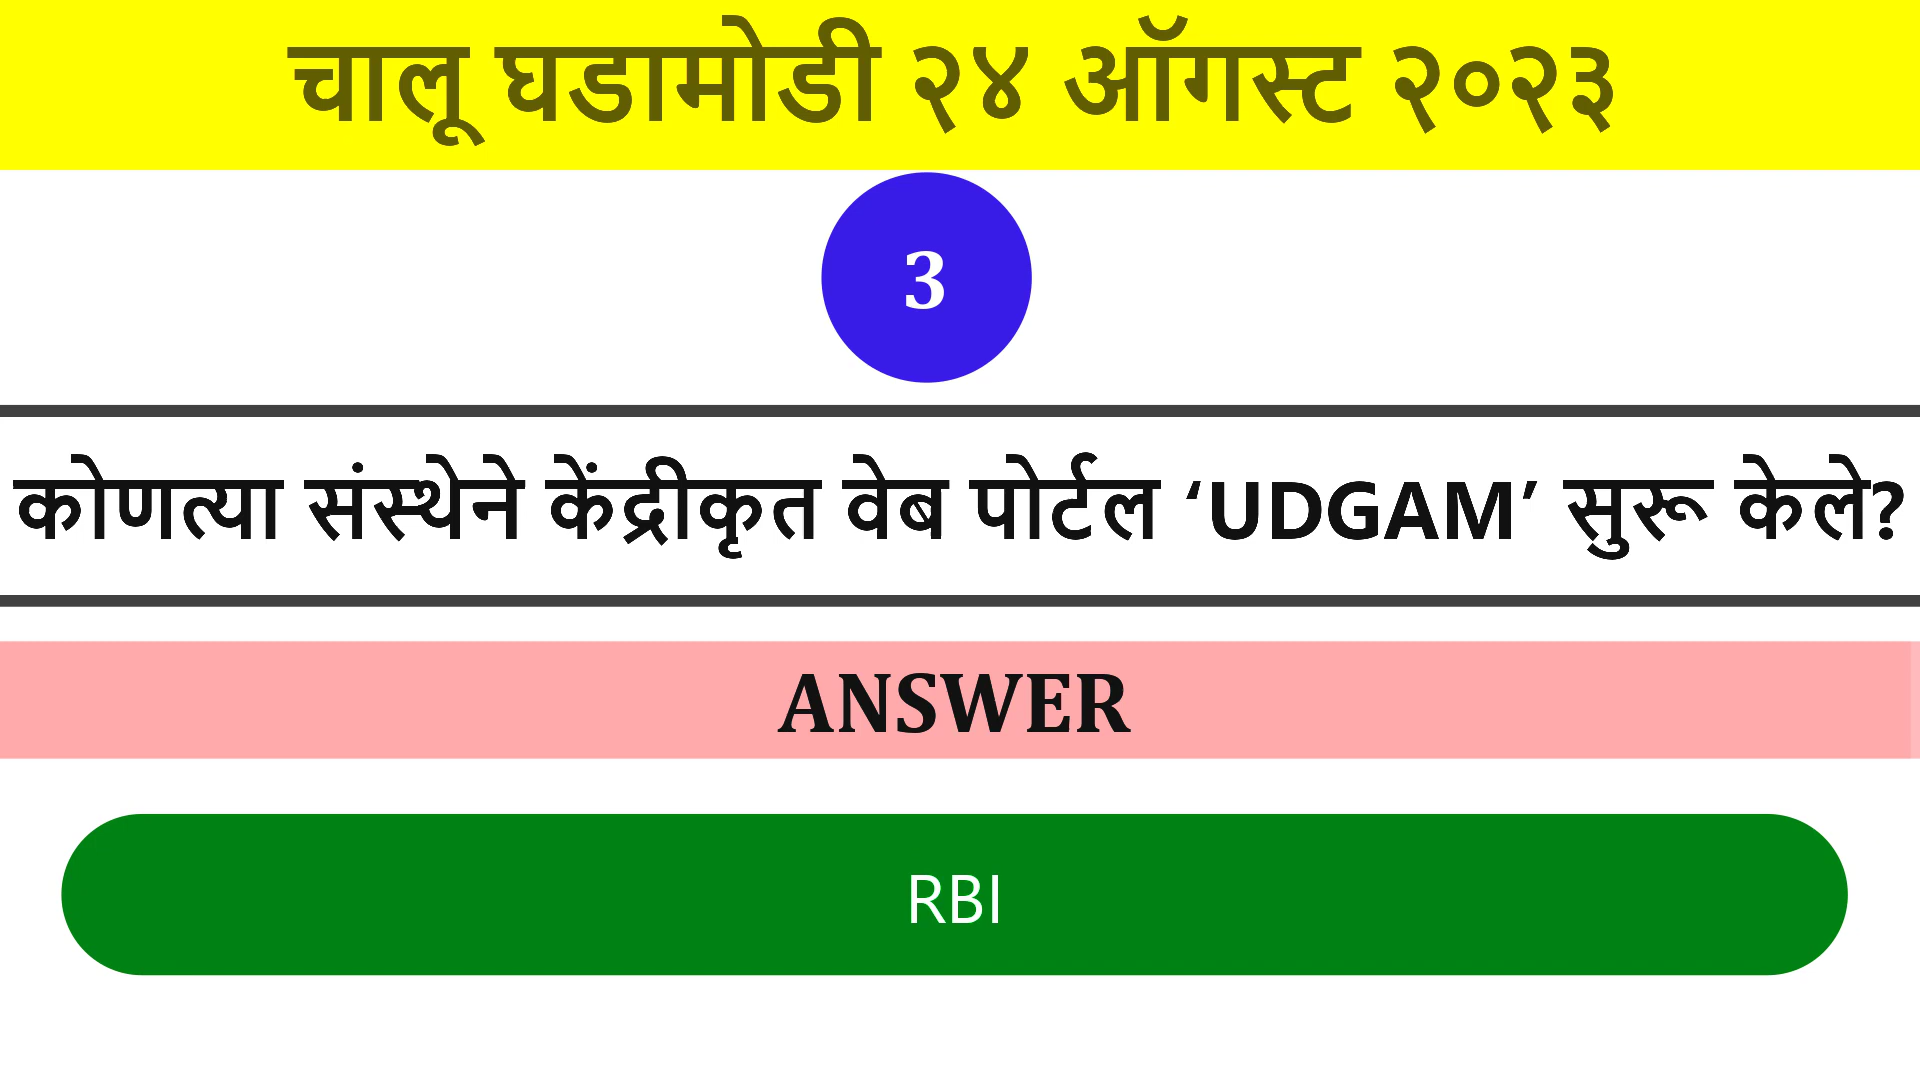 चालू घडामोडी २४ ऑगस्ट २०२३
3
कोणत्या संस्थेने केंद्रीकृत वेब पोर्टल ‘UDGAM’ सुरू केले?
ANSWER
RBI